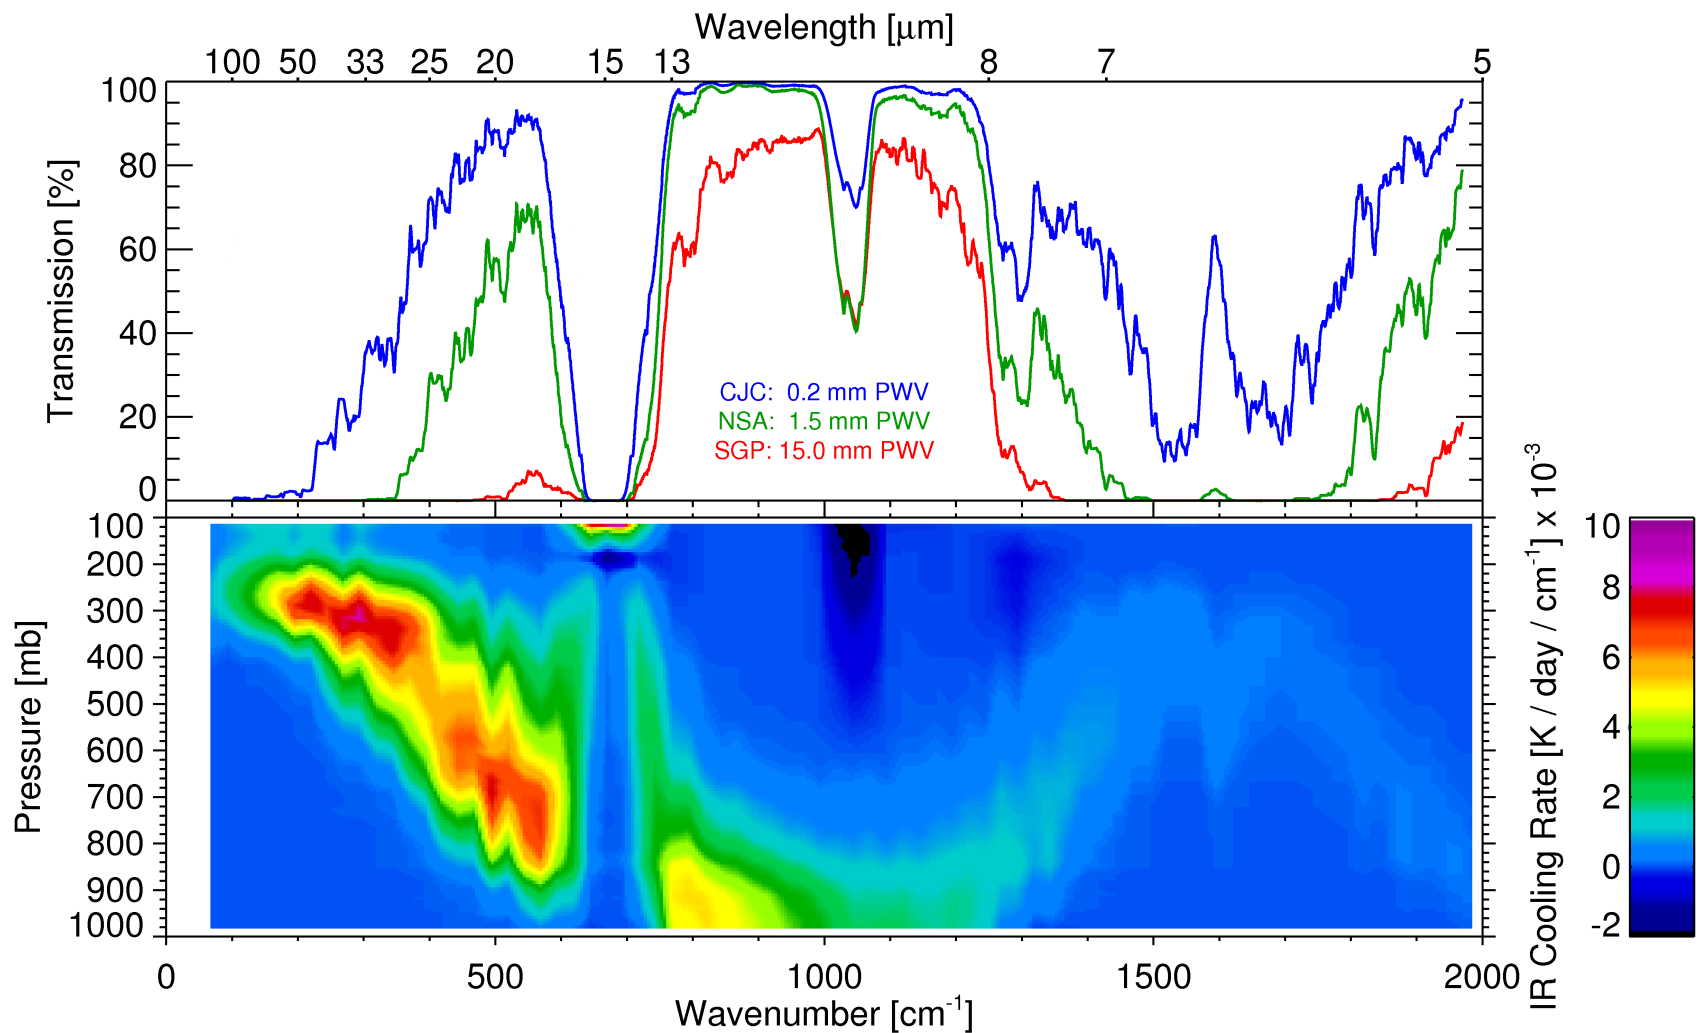 Wavelength [μm]
100 50 33 25 20 15 13 8 7 5
Transmission [%]
100
80
60
40
20
0
CJC: 0.2 mm PWV
NSA: 1.5 mm PWV
SGP: 15.0 mm PWV
Pressure [mb]
100
200
300
400
500
600
700
800
900
1000
0 500 1000 1500 2000
Wavenumber [cm⁻¹]
IR Cooling Rate [K / day / cm⁻¹] x 10⁻³
10
8
6
4
2
0
-2